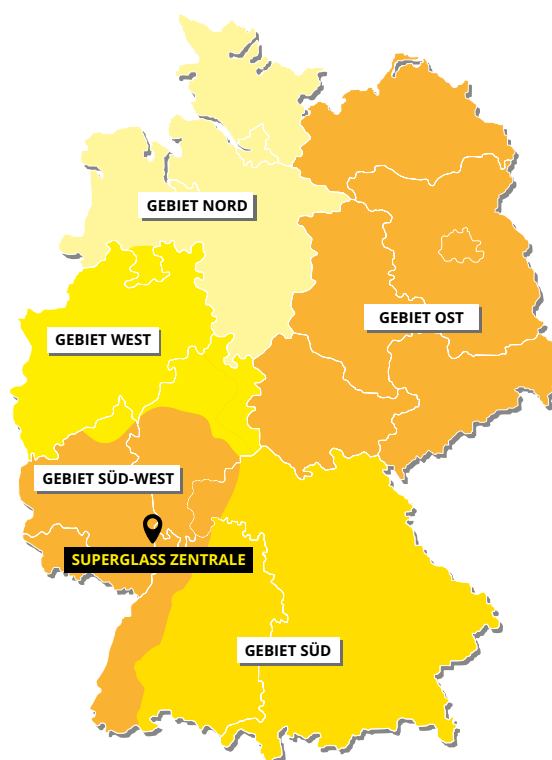 GEBIET NORD
GEBIET OST
GEBIET WEST
GEBIET SÜD-WEST
SUPERGLASS ZENTRALE
GEBIET SÜD